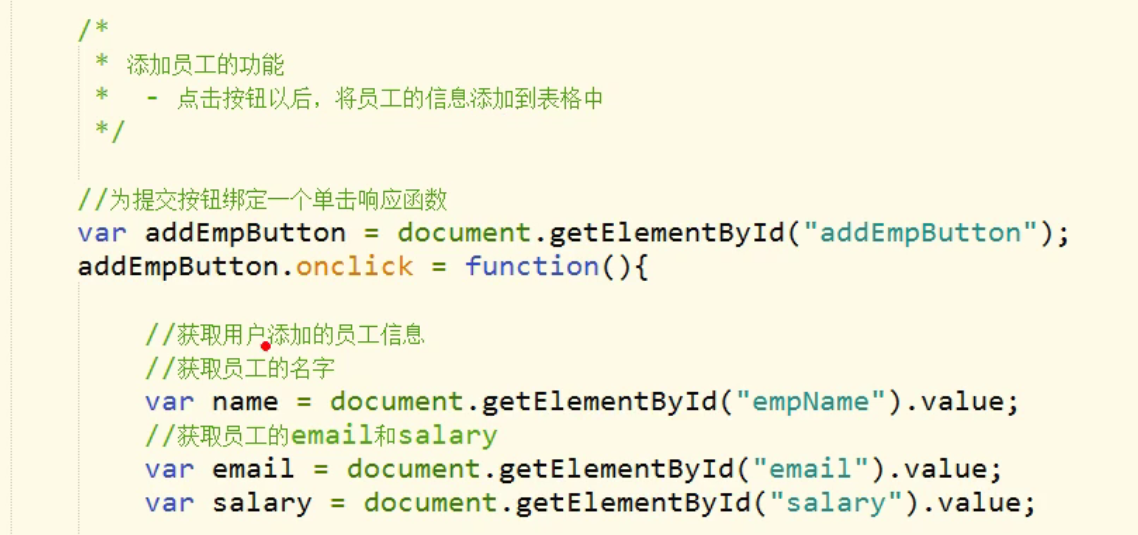 /*
 * 添加员工的功能
 *  - 点击按钮以后，将员工的信息添加到表格中
 */
//为提交按钮绑定一个单击响应函数
var addEmpButton = document.getElementById("addEmpButton");
addEmpButton.onclick = function(){
//获取用户添加的员工信息
//获取员工的名字
var name = document.getElementById("empName").value;
//获取员工的email和salary
var email = document.getElementById("email").value;
var salary = document.getElementById("salary").value;